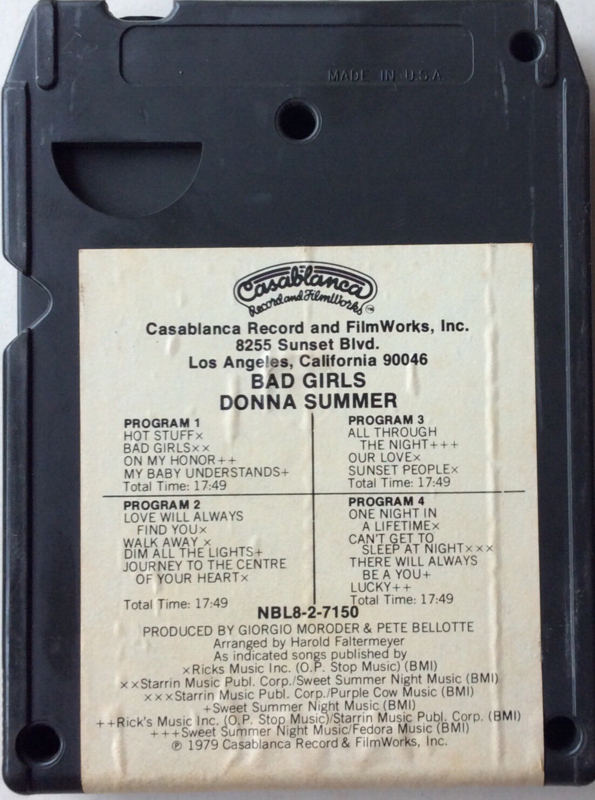 MADE IN U.S.A
Casablanca
Record and FilmWorks TM
Casablanca Record and FilmWorks, Inc.
8255 Sunset Blvd.
Los Angeles, California 90046
BAD GIRLS
DONNA SUMMER
PROGRAM 1
HOT STUFF×
BAD GIRLS××
ON MY HONOR++
MY BABY UNDERSTANDS+
Total Time: 17:49
PROGRAM 2
LOVE WILL ALWAYS
FIND YOU×
WALK AWAY ×
DIM ALL THE LIGHTS+
JOURNEY TO THE CENTRE
OF YOUR HEART×
Total Time: 17:49
PROGRAM 3
ALL THROUGH
THE NIGHT+++
OUR LOVE×
SUNSET PEOPLE×
Total Time: 17:49
PROGRAM 4
ONE NIGHT IN
A LIFETIME×
CAN'T GET TO
SLEEP AT NIGHT×××
THERE WILL ALWAYS
BE A YOU+
LUCKY++
Total Time: 17:49
NBL8-2-7150
PRODUCED BY GIORGIO MORODER & PETE BELLOTTE
Arranged by Harold Faltermeyer
As indicated songs published by
×Ricks Music Inc. (O.P. Stop Music) (BMI)
××Starrin Music Publ. Corp./Sweet Summer Night Music (BMI)
×××Starrin Music Publ. Corp./Purple Cow Music (BMI)
+Sweet Summer Night Music (BMI)
++Rick's Music Inc. (O.P. Stop Music)/Starrin Music Publ. Corp. (BMI)
+++Sweet Summer Night Music/Fedora Music (BMI)
℗ 1979 Casablanca Record & FilmWorks, Inc.